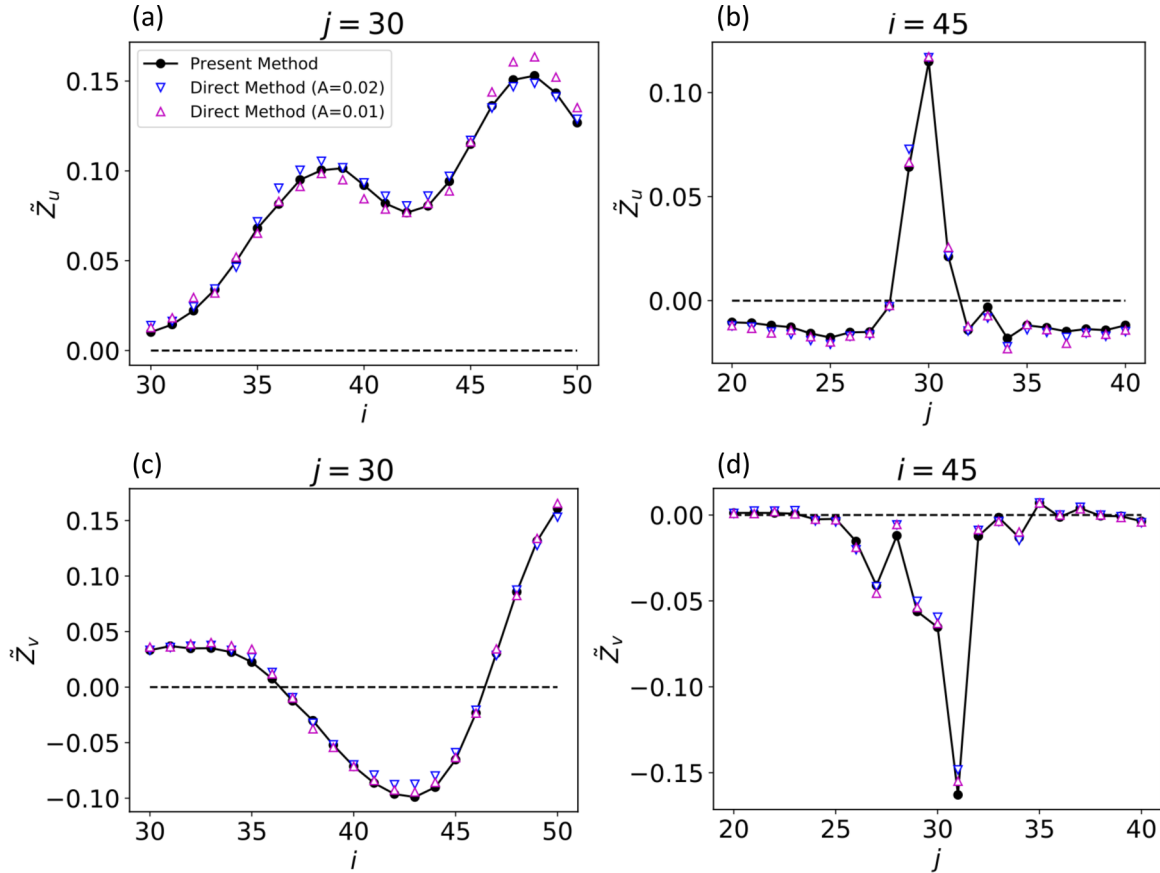 (a)
j = 30
Present Method
Direct Method (A=0.02)
Direct Method (A=0.01)
0.15
0.10
0.05
0.00
Z̃u
30 35 40 45 50
i
(b)
i = 45
0.10
0.05
0.00
Z̃u
20 25 30 35 40
j
(c)
j = 30
0.15
0.10
0.05
0.00
−0.05
−0.10
Z̃v
30 35 40 45 50
i
(d)
i = 45
0.00
−0.05
−0.10
−0.15
Z̃v
20 25 30 35 40
j